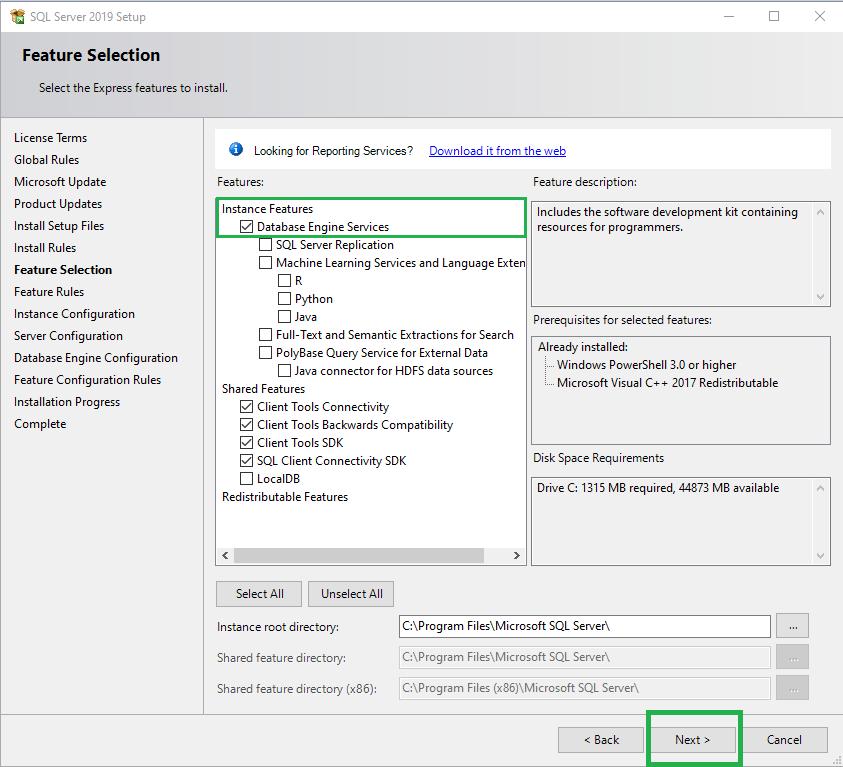 SQL Server 2019 Setup
Feature Selection
Select the Express features to install.
License Terms
Global Rules
Microsoft Update
Product Updates
Install Setup Files
Install Rules
Feature Selection
Feature Rules
Instance Configuration
Server Configuration
Database Engine Configuration
Feature Configuration Rules
Installation Progress
Complete
Looking for Reporting Services? Download it from the web
Features:
Instance Features
Database Engine Services
SQL Server Replication
Machine Learning Services and Language Exten
R
Python
Java
Full-Text and Semantic Extractions for Search
PolyBase Query Service for External Data
Java connector for HDFS data sources
Shared Features
Client Tools Connectivity
Client Tools Backwards Compatibility
Client Tools SDK
SQL Client Connectivity SDK
LocalDB
Redistributable Features
Feature description:
Includes the software development kit containing
resources for programmers.
Prerequisites for selected features:
Already installed:
Windows PowerShell 3.0 or higher
Microsoft Visual C++ 2017 Redistributable
Disk Space Requirements
Drive C: 1315 MB required, 44873 MB available
Select All Unselect All
Instance root directory: C:\Program Files\Microsoft SQL Server\ ...
Shared feature directory: C:\Program Files\Microsoft SQL Server\ ...
Shared feature directory (x86): C:\Program Files (x86)\Microsoft SQL Server\ ...
< Back Next > Cancel